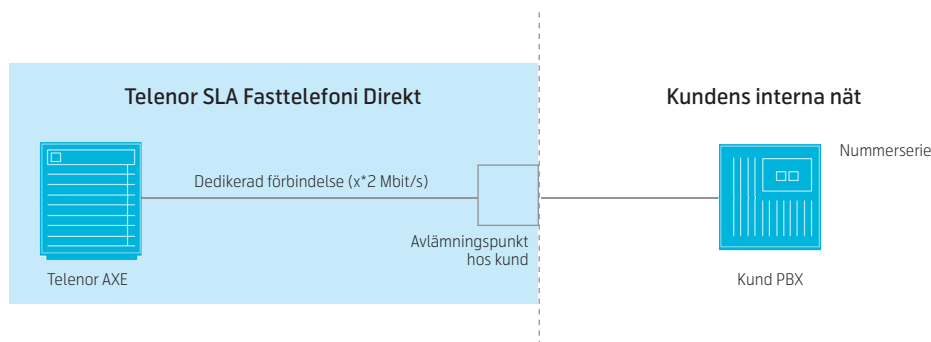 Telenor SLA Fasttelefoni Direkt
Kundens interna nät
Nummerserie
Dedikerad förbindelse (x*2 Mbit/s)
Avlämningspunkt
hos kund
Telenor AXE
Kund PBX